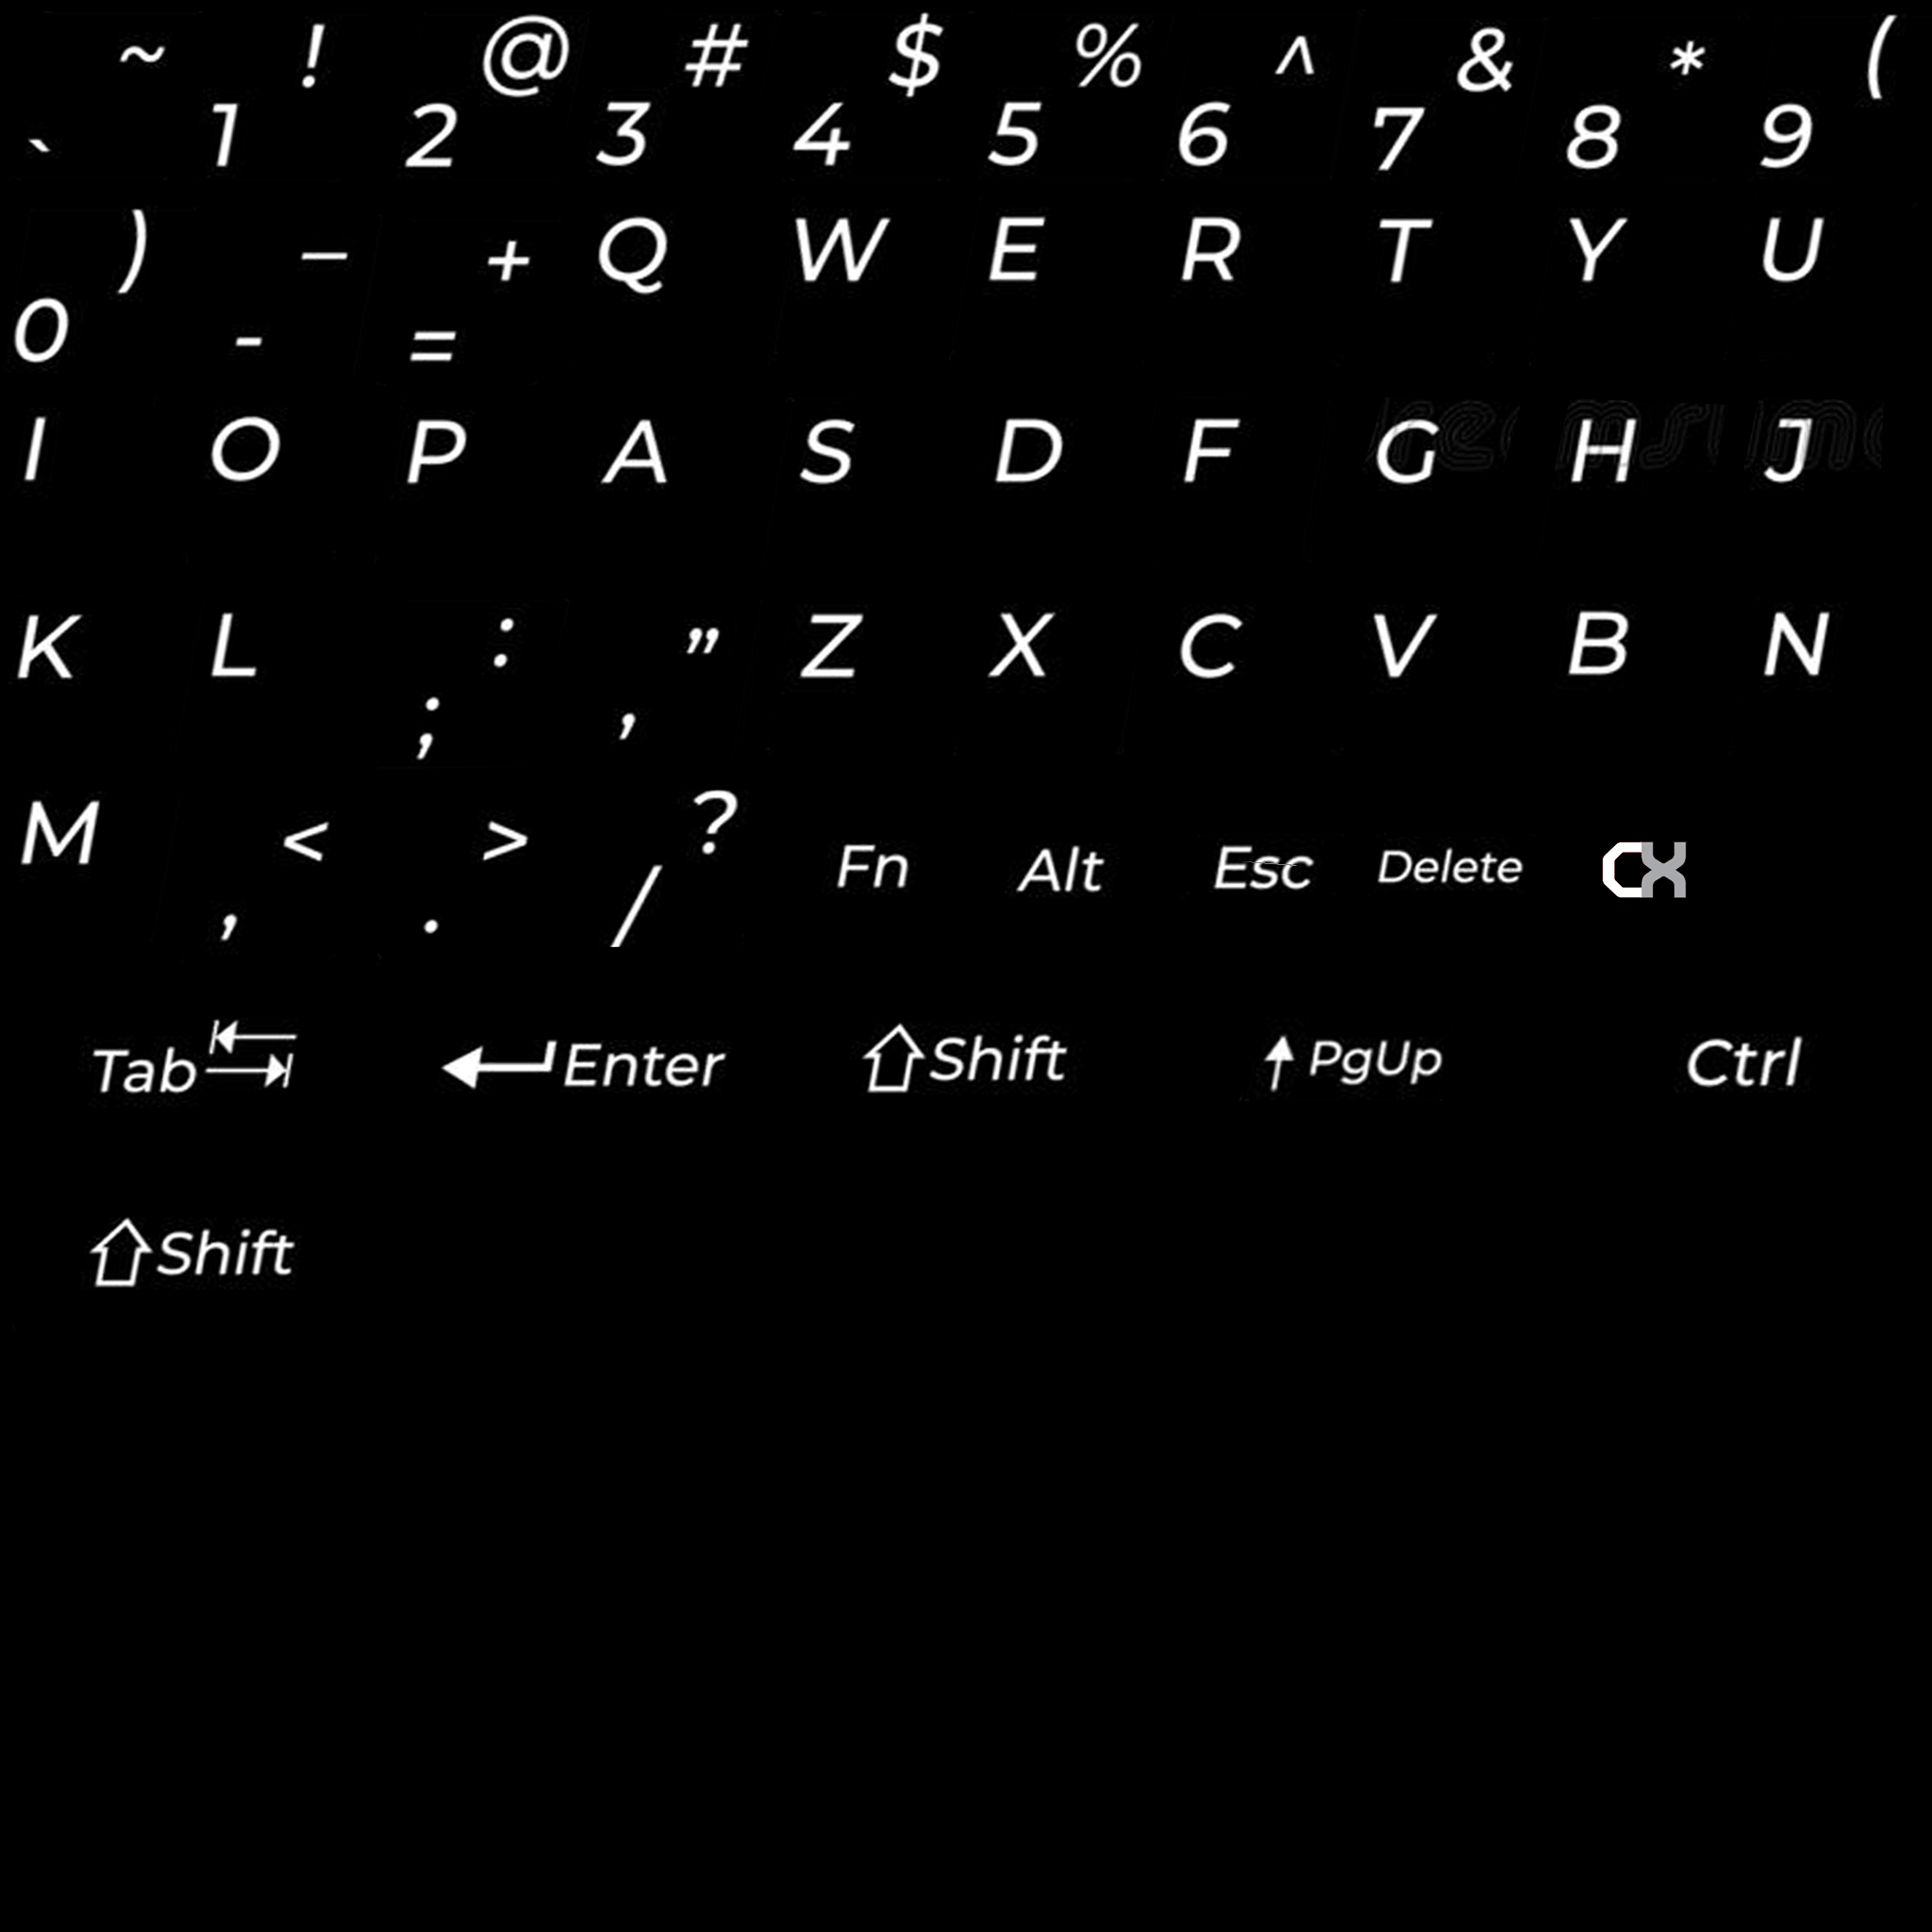 ~ ! @ # $ % ^ & * (
` 1 2 3 4 5 6 7 8 9
) _ + Q W E R T Y U
0 - =
I O P A S D F G H J
K L : ” Z X C V B N
; ,
M < > ? Fn Alt Esc Delete CX
, . /
Tab Enter Shift PgUp Ctrl
Shift